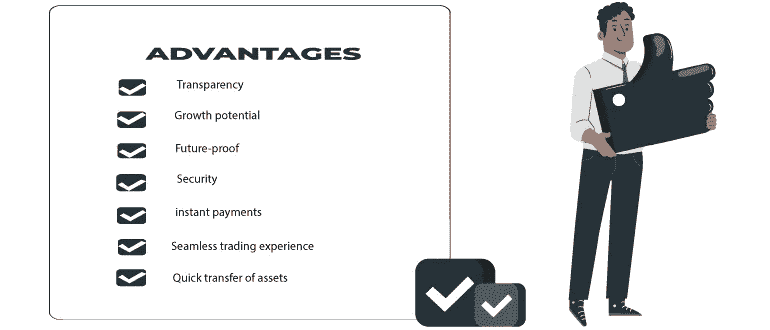 ADVANTAGES
Transparency
Growth potential
Future-proof
Security
instant payments
Seamless trading experience
Quick transfer of assets